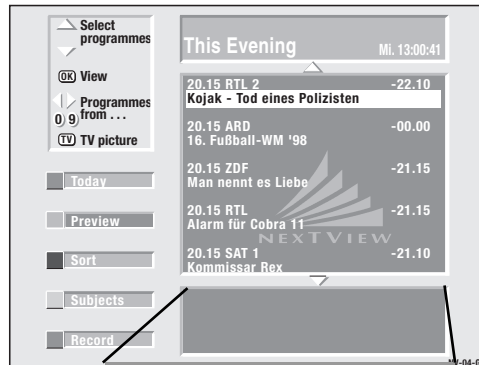 Select
programmes
OK View
Programmes
0 9 from . . .
TV TV picture
Today
Preview
Sort
Subjects
Record
This Evening Mi. 13:00:41
20.15 RTL 2 -22.10
Kojak - Tod eines Polizisten
20.15 ARD -00.00
16. Fußball-WM '98
20.15 ZDF -21.15
Man nennt es Liebe
20.15 RTL -21.15
Alarm für Cobra 11
NEXTVIEW
20.15 SAT 1 -21.10
Kommissar Rex